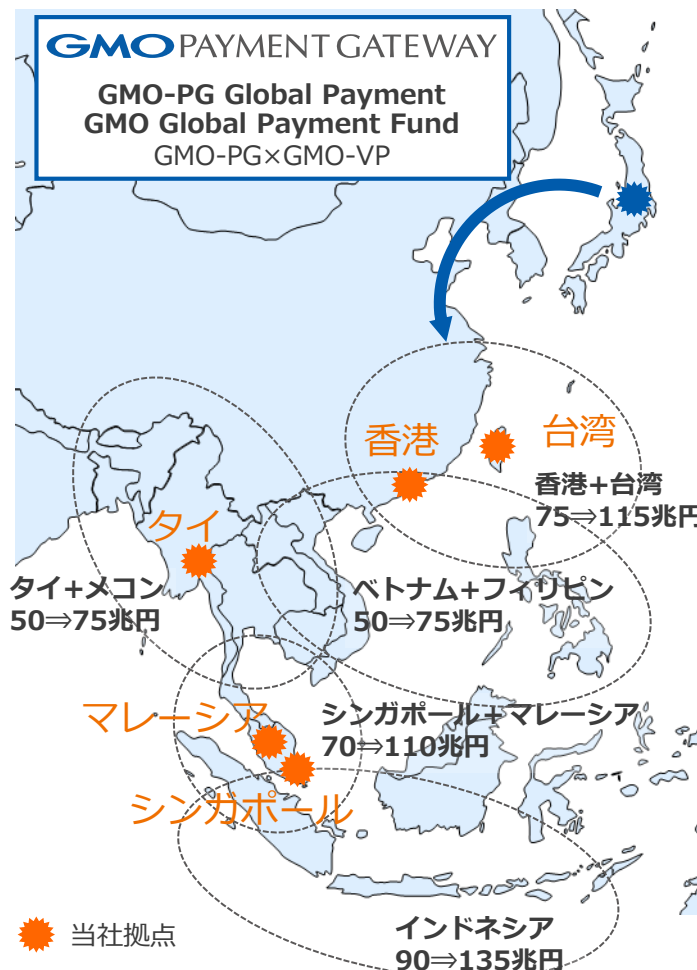 GMO PAYMENT GATEWAY
GMO-PG Global Payment
GMO Global Payment Fund
GMO-PG×GMO-VP
香港
台湾
香港+台湾
75⇒115兆円
タイ
タイ+メコン
50⇒75兆円
ベトナム+フィリピン
50⇒75兆円
マレーシア
シンガポール+マレーシア
70⇒110兆円
シンガポール
インドネシア
90⇒135兆円
当社拠点